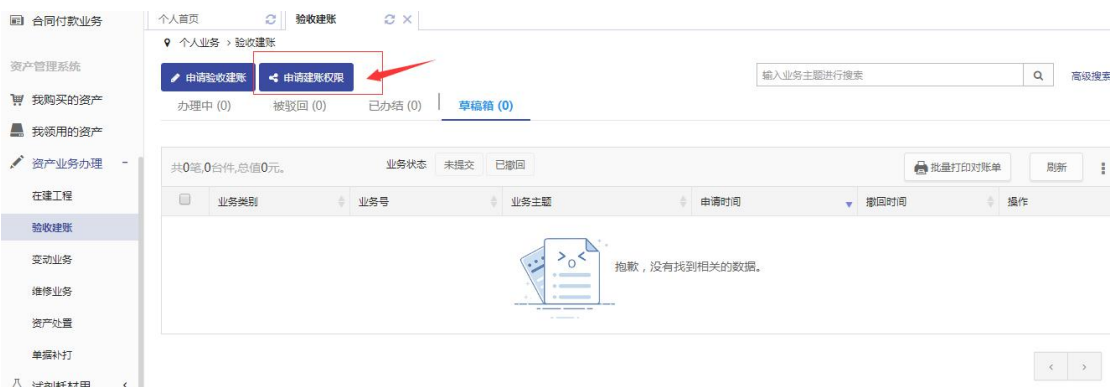 合同付款业务
资产管理系统
我购买的资产
我领用的资产
资产业务办理 -
在建工程
验收建账
变动业务
维修业务
资产处置
单据补打
试剂耗材用
个人首页 验收建账
个人业务 > 验收建账
申请验收建账 申请建账权限 输入业务主题进行搜索 高级搜索
办理中 (0) 被驳回 (0) 已办结 (0) 草稿箱 (0)
共0笔,0台件,总值0元。 业务状态 未提交 已撤回 批量打印对账单 刷新
业务类别 业务号 业务主题 申请时间 撤回时间 操作
抱歉，没有找到相关的数据。